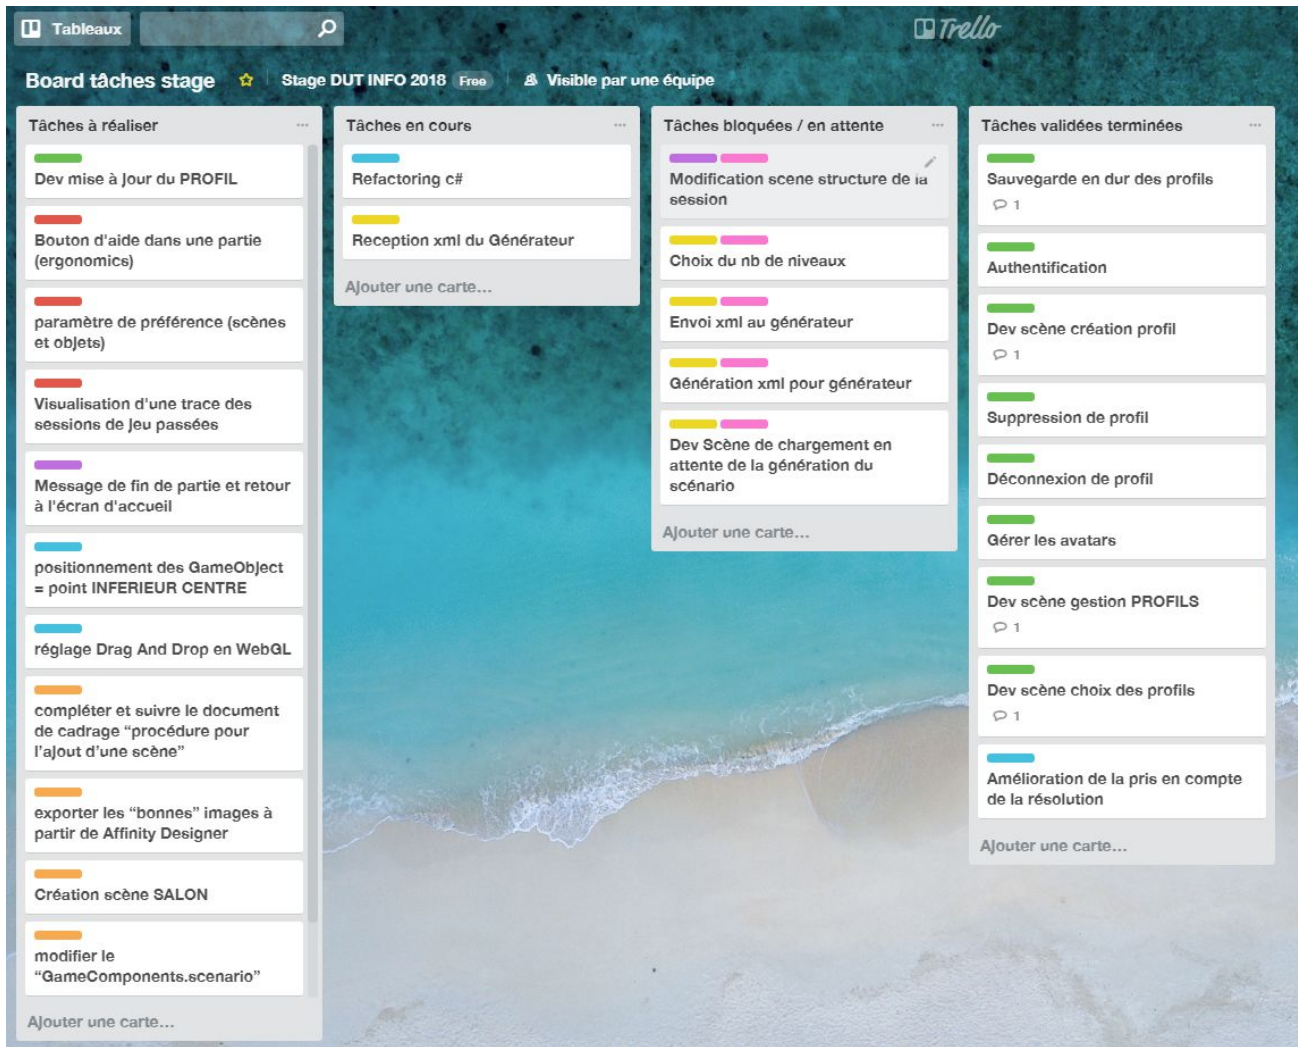 Tableaux
Trello
Board tâches stage
Stage DUT INFO 2018 Free
Visible par une équipe
Tâches à réaliser
Dev mise à jour du PROFIL
Bouton d'aide dans une partie
(ergonomics)
paramètre de préférence (scènes
et objets)
Visualisation d'une trace des
sessions de jeu passées
Message de fin de partie et retour
à l'écran d'accueil
positionnement des GameObject
= point INFERIEUR CENTRE
réglage Drag And Drop en WebGL
compléter et suivre le document
de cadrage “procédure pour
l’ajout d’une scène”
exporter les “bonnes” images à
partir de Affinity Designer
Création scène SALON
modifier le
“GameComponents.scenario”
Ajouter une carte...
Tâches en cours
Refactoring c#
Reception xml du Générateur
Ajouter une carte...
Tâches bloquées / en attente
Modification scene structure de la
session
Choix du nb de niveaux
Envoi xml au générateur
Génération xml pour générateur
Dev Scène de chargement en
attente de la génération du
scénario
Ajouter une carte...
Tâches validées terminées
Sauvegarde en dur des profils
1
Authentification
Dev scène création profil
1
Suppression de profil
Déconnexion de profil
Gérer les avatars
Dev scène gestion PROFILS
1
Dev scène choix des profils
1
Amélioration de la pris en compte
de la résolution
Ajouter une carte...